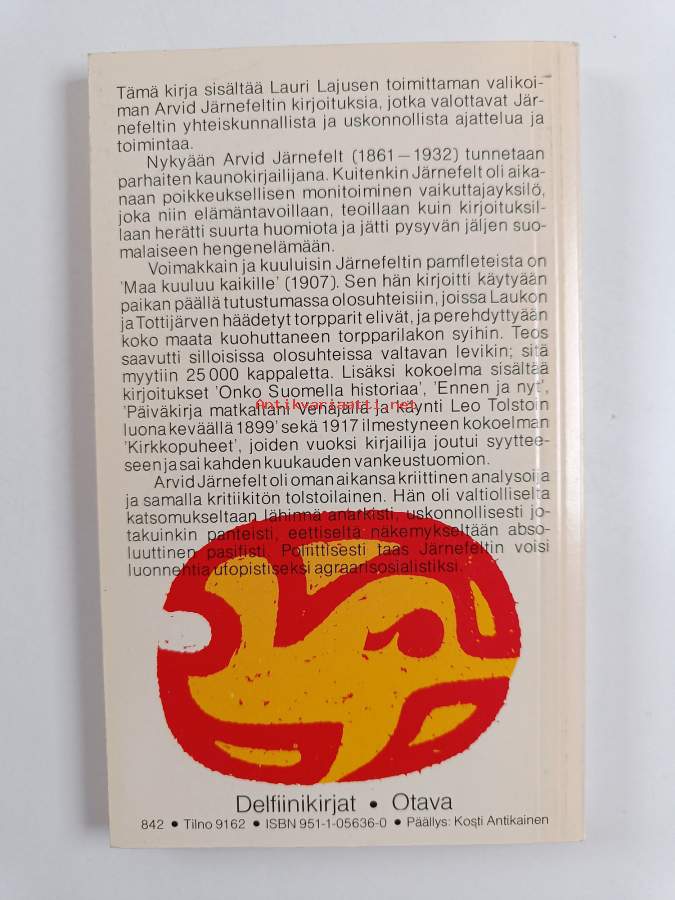 Tämä kirja sisältää Lauri Lajusen toimittaman valikoi-
man Arvid Järnefeltin kirjoituksia, jotka valottavat Jär-
nefeltin yhteiskunnallista ja uskonnollista ajattelua ja
toimintaa.
Nykyään Arvid Järnefelt (1861–1932) tunnetaan
parhaiten kaunokirjailijana. Kuitenkin Järnefelt oli aika-
naan poikkeuksellisen monitoiminen vaikuttajayksilö,
joka niin elämäntavoillaan, teoillaan kuin kirjoituksil-
laan herätti suurta huomiota ja jätti pysyvän jäljen suo-
malaiseen hengenelämään.
Voimakkain ja kuuluisin Järnefeltin pamfleteista on
'Maa kuuluu kaikille' (1907). Sen hän kirjoitti käytyään
paikan päällä tutustumassa olosuhteisiin, joissa Laukon
ja Tottijärven häädetyt torpparit elivät, ja perehdyttyään
koko maata kuohuttaneen torpparilakon syihin. Teos
saavutti silloisissa olosuhteissa valtavan levikin; sitä
myytiin 25 000 kappaletta. Lisäksi kokoelma sisältää
kirjoitukset 'Onko Suomella historiaa', 'Ennen ja nyt',
Antikvariaatti.net
'Päiväkirja matkaltani Venäjällä ja käynti Leo Tolstoin
luona keväällä 1899' sekä 1917 ilmestyneen kokoelman
'Kirkkopuheet', joiden vuoksi kirjailija joutui syyttee-
seen ja sai kahden kuukauden vankeustuomion.
Arvid Järnefelt oli oman aikansa kriittinen analysoija
ja samalla kritiikitön tolstoilainen. Hän oli valtiolliselta
katsomukseltaan lähinnä anarkisti, uskonnollisesti jo-
takuinkin panteisti, eettiseltä näkemykseltään abso-
luuttinen pasifisti. Poliittisesti taas Järnefeltin voisi
luonnehtia utopistiseksi agraarisosialistiksi.
Delfiinikirjat • Otava
842 • Tilno 9162 • ISBN 951-1-05636-0 • Päällys: Kosti Antikainen